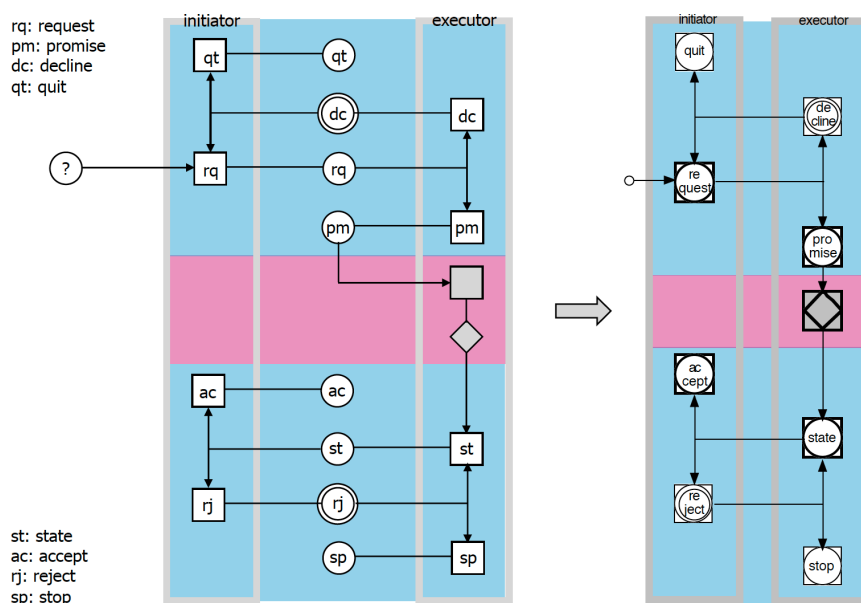 rq: request
pm: promise
dc: decline
qt: quit
initiator
executor
qt
qt
dc
dc
?
rq
rq
pm
pm
ac
ac
st
st
rj
rj
sp
sp
st: state
ac: accept
rj: reject
sp: stop
initiator
executor
quit
de
cline
re
quest
pro
mise
ac
cept
state
re
ject
stop